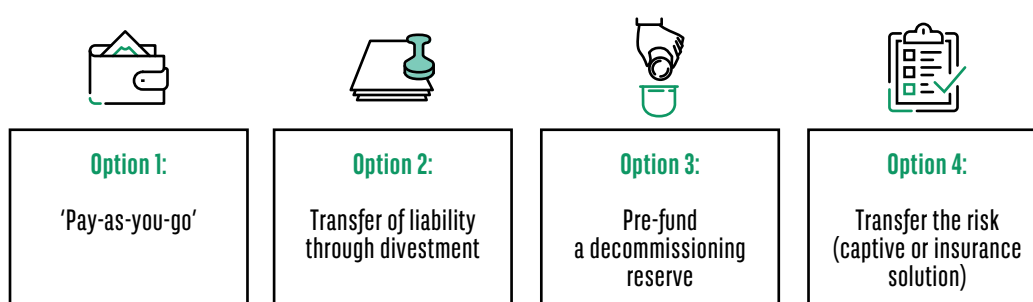 Option 1:
‘Pay-as-you-go’
Option 2:
Transfer of liability
through divestment
Option 3:
Pre-fund
a decommissioning
reserve
Option 4:
Transfer the risk
(captive or insurance
solution)